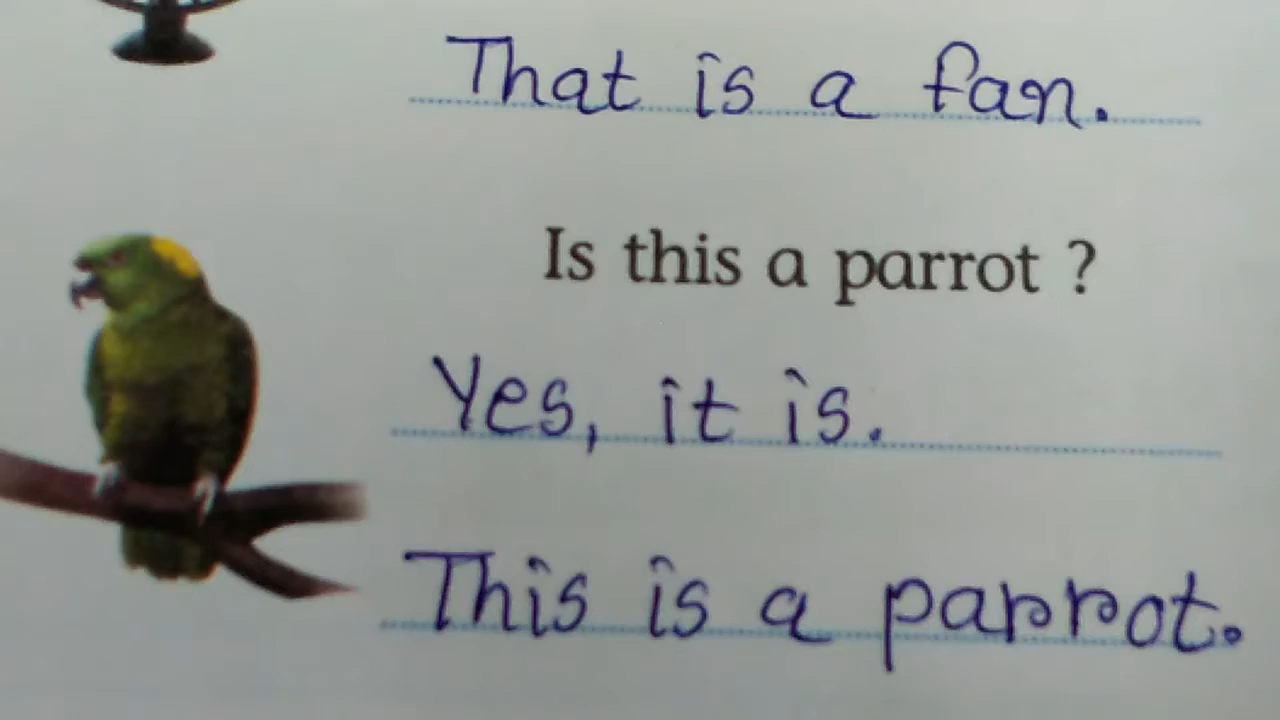 That is a fan.
Is this a parrot ?
Yes, it is.
This is a parrot.